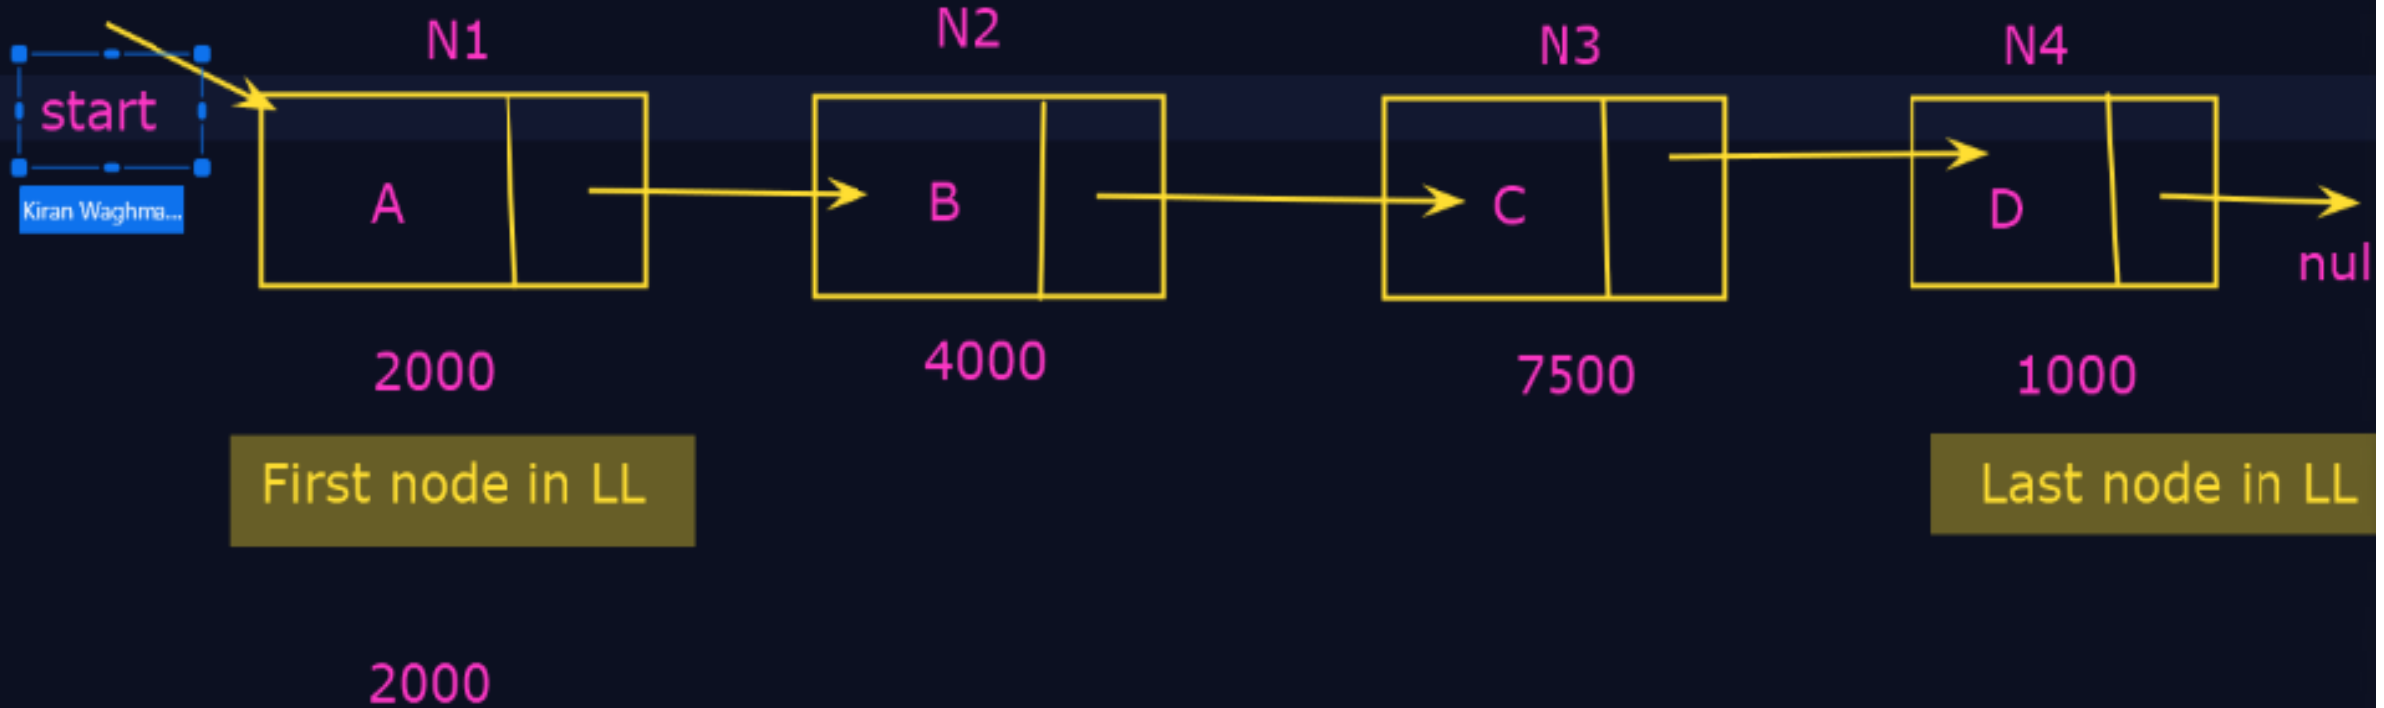 N1
N2
N3
N4
start
Kiran Waghma...
A
B
C
D
nul
2000
4000
7500
1000
First node in LL
Last node in LL
2000